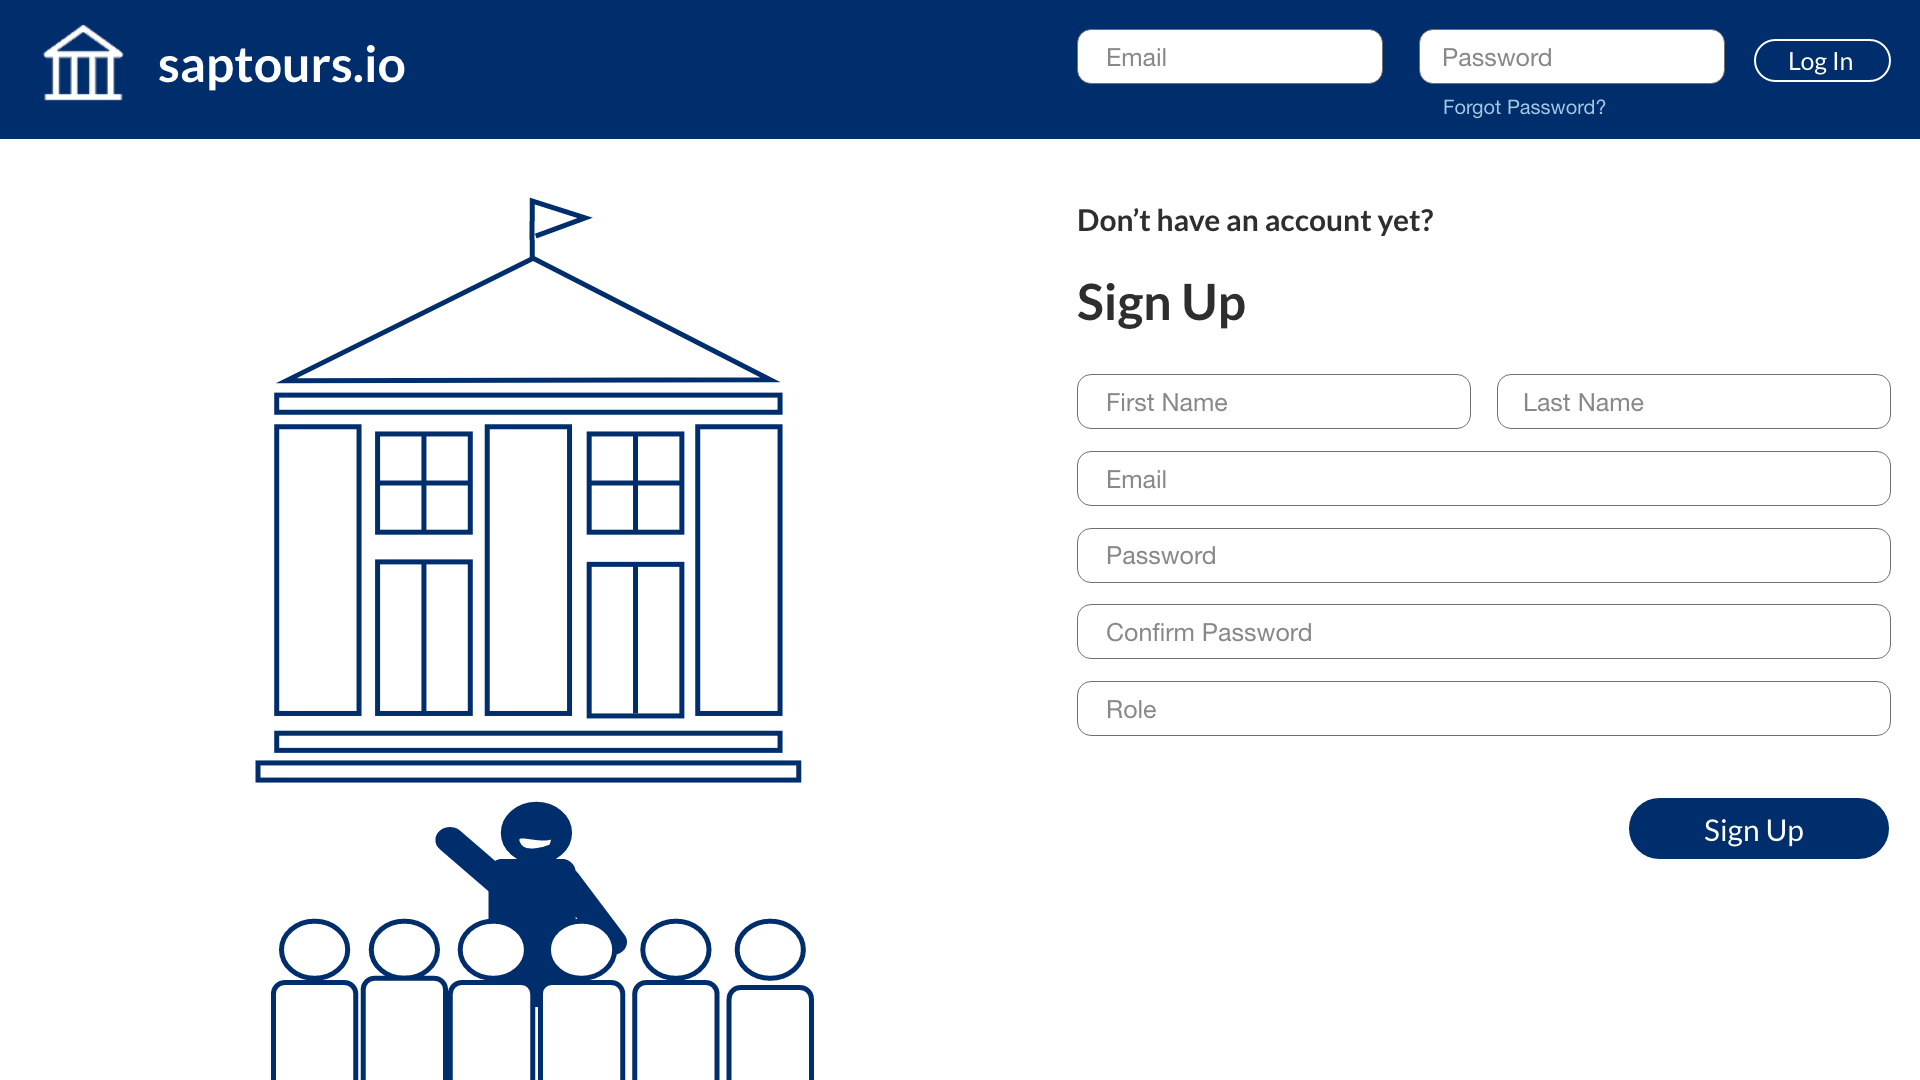 saptours.io
Email
Password
Log In
Forgot Password?
Don’t have an account yet?
Sign Up
First Name
Last Name
Email
Password
Confirm Password
Role
Sign Up